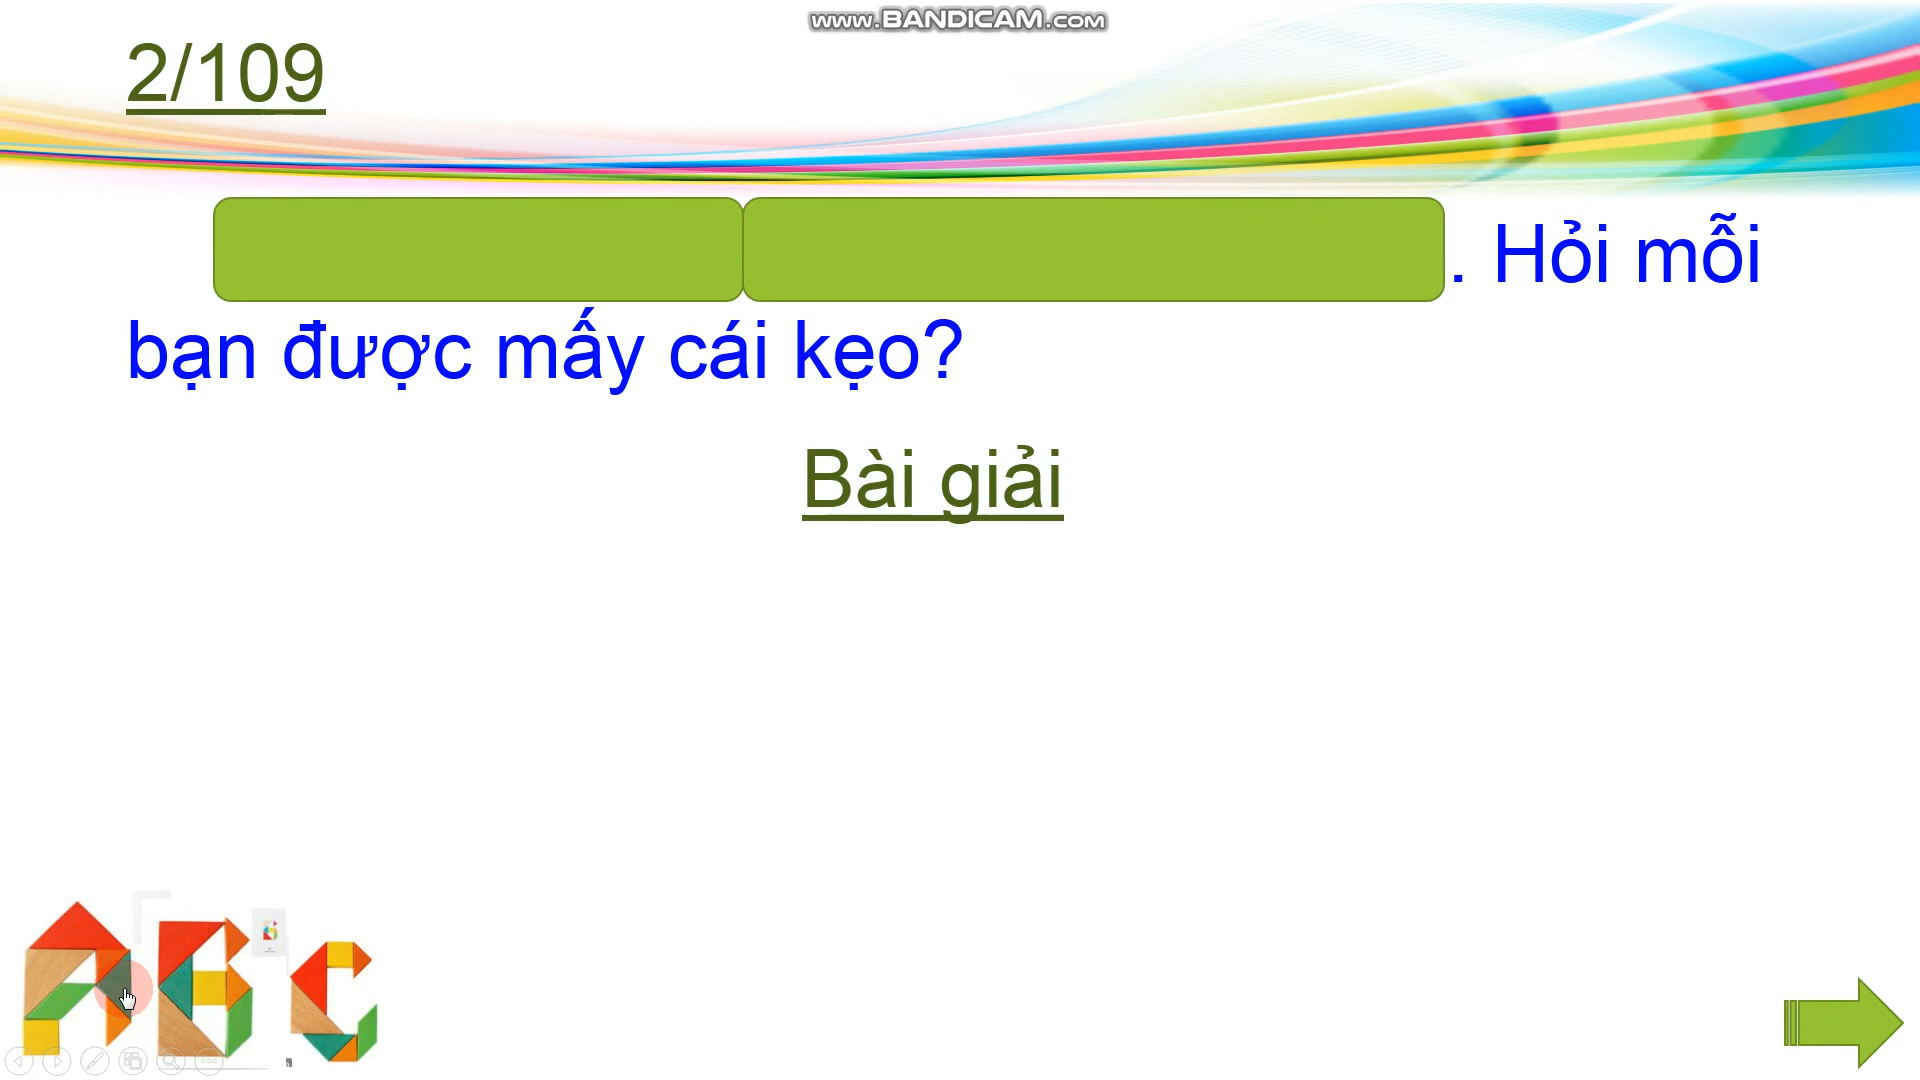 www.BANDICAM.com
2/109
. Hỏi mỗi
bạn được mấy cái kẹo?
Bài giải